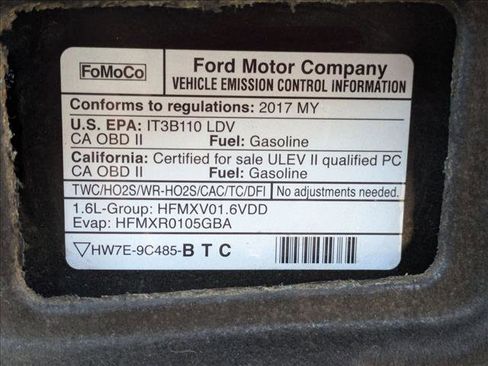 FoMoCo
Ford Motor Company
VEHICLE EMISSION CONTROL INFORMATION
Conforms to regulations: 2017 MY
U.S. EPA: IT3B110 LDV
CA OBD II Fuel: Gasoline
California: Certified for sale ULEV II qualified PC
CA OBD II Fuel: Gasoline
TWC/HO2S/WR-HO2S/CAC/TC/DFI No adjustments needed.
1.6L-Group: HFMXV01.6VDD
Evap: HFMXR0105GBA
HW7E-9C485-B T C